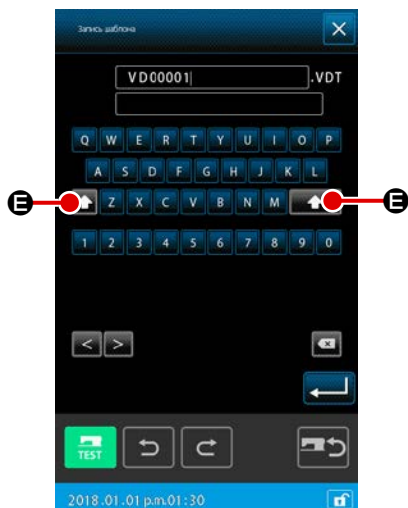 Запись шаблона
VD00001 .VDT
Q W E R T Y U I O P
A S D F G H J K L
E Z X C V B N M E
1 2 3 4 5 6 7 8 9 0
< >
TEST
2018.01.01 p.m.01:30